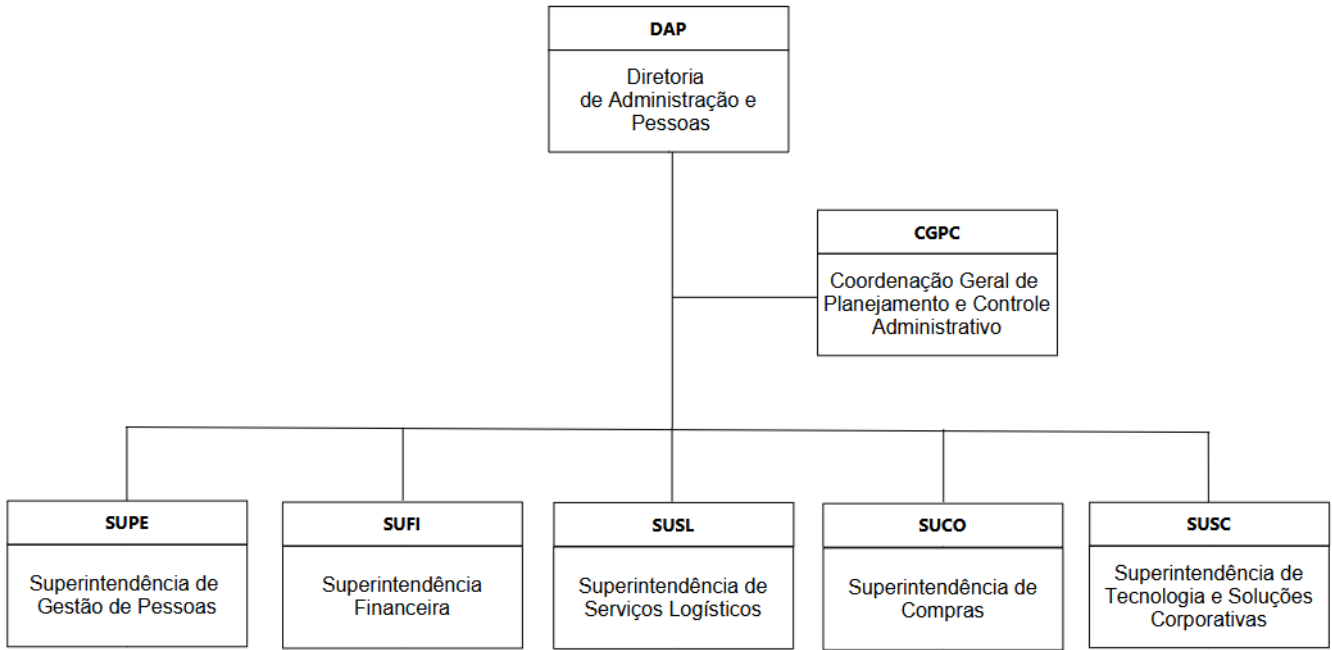 DAP
Diretoria
de Administração e
Pessoas
CGPC
Coordenação Geral de
Planejamento e Controle
Administrativo
SUPE
Superintendência de
Gestão de Pessoas
SUFI
Superintendência
Financeira
SUSL
Superintendência de
Serviços Logísticos
SUCO
Superintendência de
Compras
SUSC
Superintendência de
Tecnologia e Soluções
Corporativas